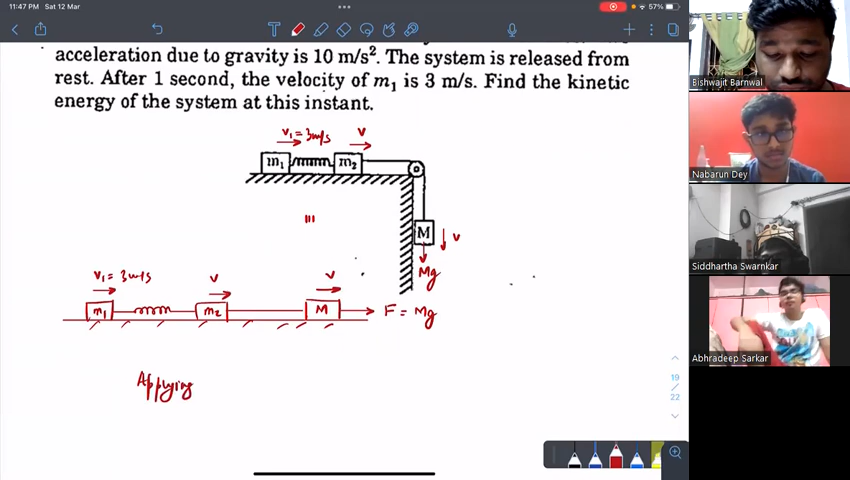 11:47 PM Sat 12 Mar
57%
acceleration due to gravity is 10 m/s². The system is released from
rest. After 1 second, the velocity of m₁ is 3 m/s. Find the kinetic
energy of the system at this instant.
v₁ = 3m/s
v
m₁
m₂
M
v
Mg
v₁ = 3m/s
v
v
m₁
m₂
M
F = Mg
Applying
19
/
22
Bishwajit Barnwal
Nabarun Dey
Siddhartha Swarnkar
Abhradeep Sarkar